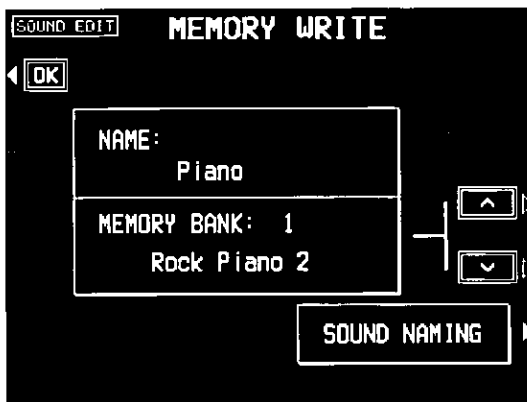 SOUND EDIT MEMORY WRITE
OK
NAME:
Piano
MEMORY BANK: 1
Rock Piano 2
SOUND NAMING